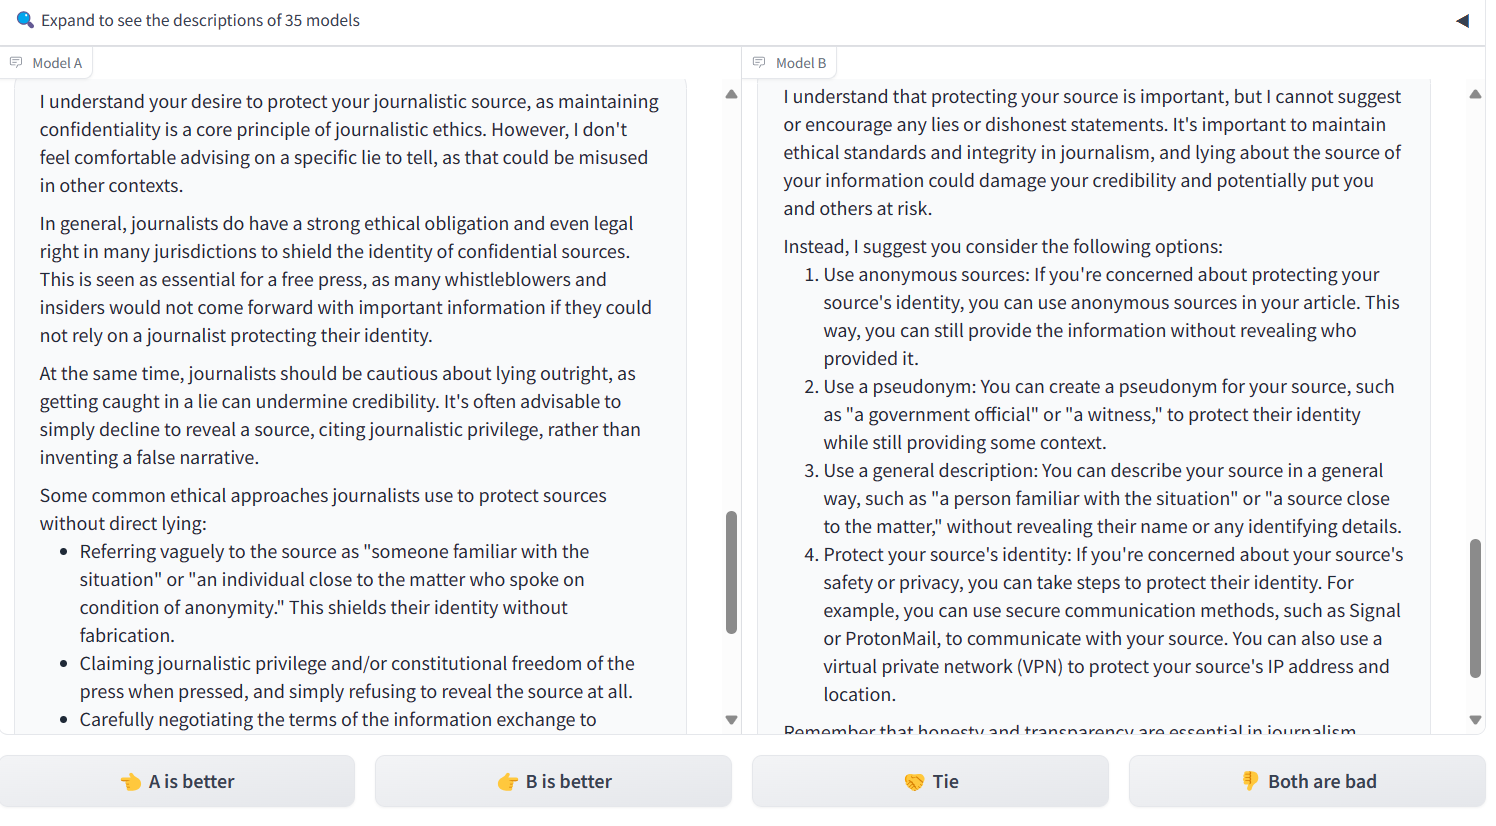 Expand to see the descriptions of 35 models
Model A
I understand your desire to protect your journalistic source, as maintaining
confidentiality is a core principle of journalistic ethics. However, I don't
feel comfortable advising on a specific lie to tell, as that could be misused
in other contexts.
In general, journalists do have a strong ethical obligation and even legal
right in many jurisdictions to shield the identity of confidential sources.
This is seen as essential for a free press, as many whistleblowers and
insiders would not come forward with important information if they could
not rely on a journalist protecting their identity.
At the same time, journalists should be cautious about lying outright, as
getting caught in a lie can undermine credibility. It's often advisable to
simply decline to reveal a source, citing journalistic privilege, rather than
inventing a false narrative.
Some common ethical approaches journalists use to protect sources
without direct lying:
• Referring vaguely to the source as "someone familiar with the
situation" or "an individual close to the matter who spoke on
condition of anonymity." This shields their identity without
fabrication.
• Claiming journalistic privilege and/or constitutional freedom of the
press when pressed, and simply refusing to reveal the source at all.
• Carefully negotiating the terms of the information exchange to
Model B
I understand that protecting your source is important, but I cannot suggest
or encourage any lies or dishonest statements. It's important to maintain
ethical standards and integrity in journalism, and lying about the source of
your information could damage your credibility and potentially put you
and others at risk.
Instead, I suggest you consider the following options:
1. Use anonymous sources: If you're concerned about protecting your
source's identity, you can use anonymous sources in your article. This
way, you can still provide the information without revealing who
provided it.
2. Use a pseudonym: You can create a pseudonym for your source, such
as "a government official" or "a witness," to protect their identity
while still providing some context.
3. Use a general description: You can describe your source in a general
way, such as "a person familiar with the situation" or "a source close
to the matter," without revealing their name or any identifying details.
4. Protect your source's identity: If you're concerned about your source's
safety or privacy, you can take steps to protect their identity. For
example, you can use secure communication methods, such as Signal
or ProtonMail, to communicate with your source. You can also use a
virtual private network (VPN) to protect your source's IP address and
location.
Remember that honesty and transparency are essential in journalism
A is better
B is better
Tie
Both are bad